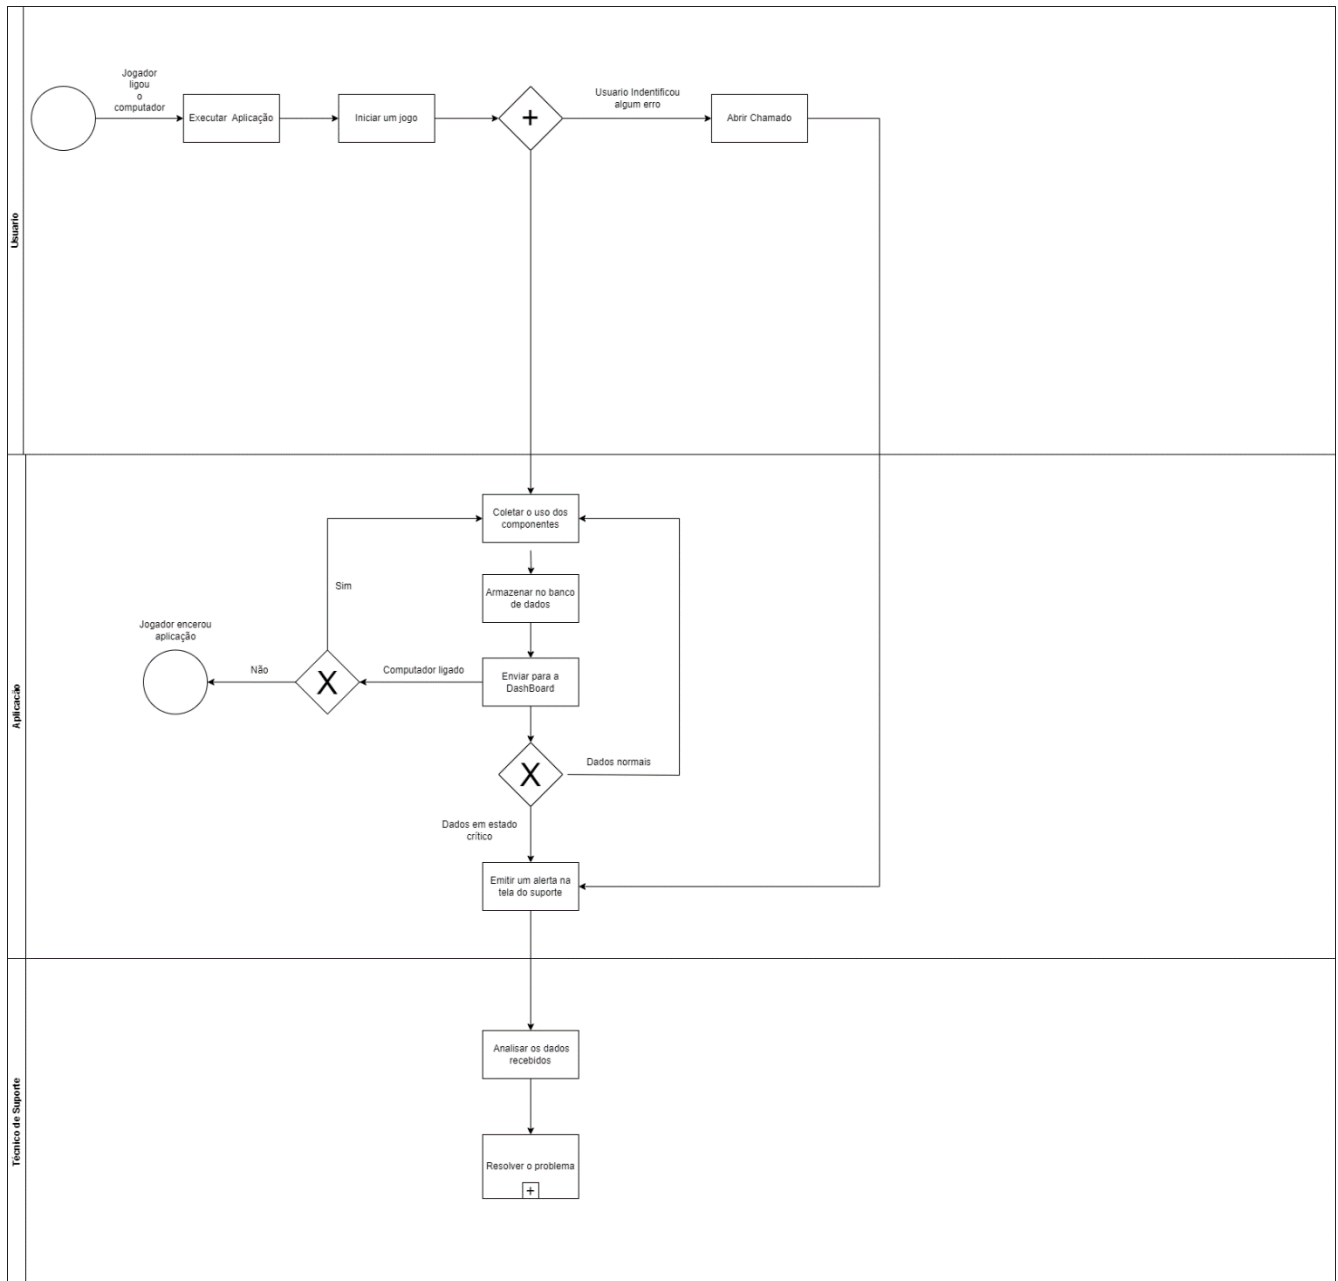 Usuario
Jogador
ligou
o
computador
Executar Aplicação
Iniciar um jogo
+
Usuario Indentificou
algum erro
Abrir Chamado
Aplicacão
Coletar o uso dos
componentes
Sim
Armazenar no banco
de dados
Jogador encerou
aplicação
Não
X
Computador ligado
Enviar para a
DashBoard
X
Dados normais
Dados em estado
crítico
Emitir um alerta na
tela do suporte
Técnico de Suporte
Analisar os dados
recebidos
Resolver o problema
+